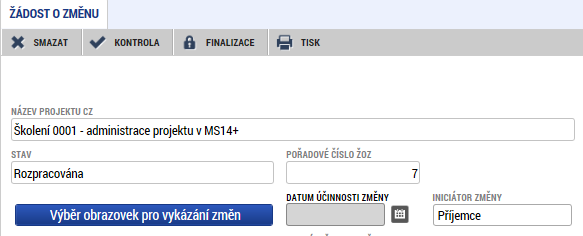 ŽÁDOST O ZMĚNU
SMAZAT KONTROLA FINALIZACE TISK
NÁZEV PROJEKTU CZ
Školení 0001 - administrace projektu v MS14+
STAV POŘADOVÉ ČÍSLO ŽOZ
Rozpracována 7
DATUM ÚČINNOSTI ZMĚNY INICIÁTOR ZMĚNY
Výběr obrazovek pro vykázání změn Příjemce